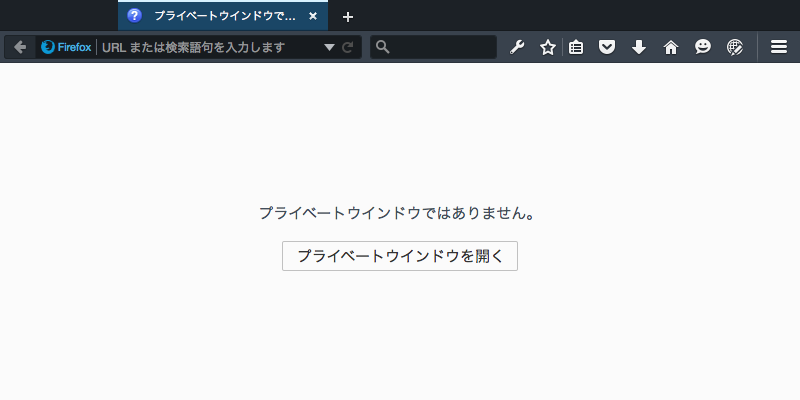 プライベートウインドウで...
Firefox
URL または検索語句を入力します
プライベートウインドウではありません。
プライベートウインドウを開く